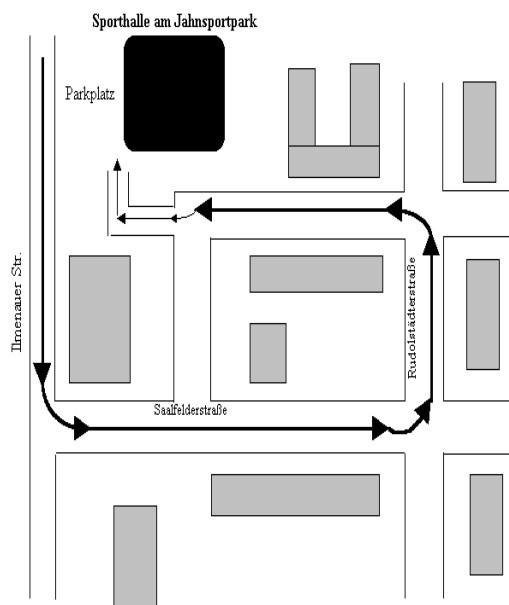 Sporthalle am Jahnsportpark
Parkplatz
Ilmenauer Str.
Rudolstädterstraße
Saalfelderstraße